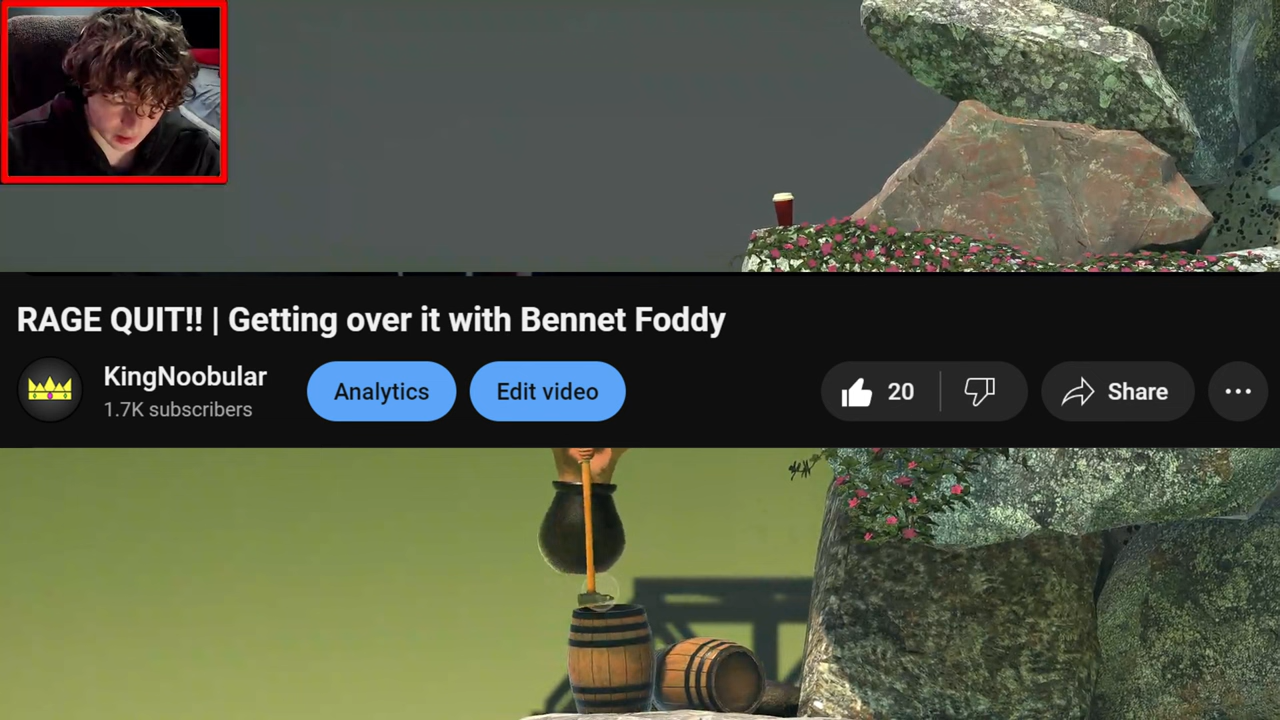 RAGE QUIT!! | Getting over it with Bennet Foddy
KingNoobular
1.7K subscribers
Analytics
Edit video
20
Share